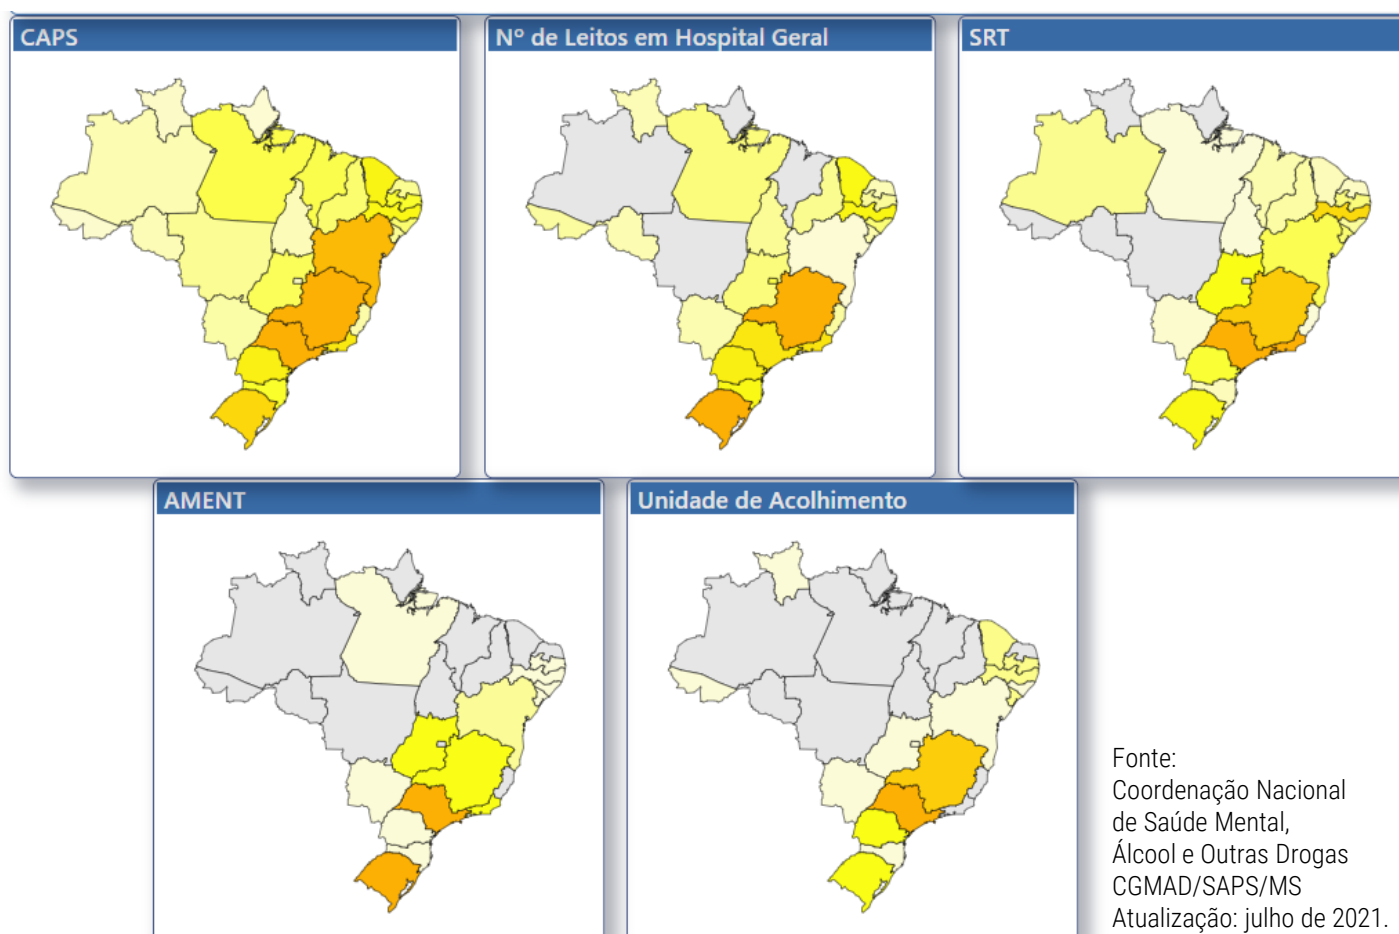 CAPS
Nº de Leitos em Hospital Geral
SRT
AMENT
Unidade de Acolhimento
Fonte:
Coordenação Nacional
de Saúde Mental,
Álcool e Outras Drogas
CGMAD/SAPS/MS
Atualização: julho de 2021.